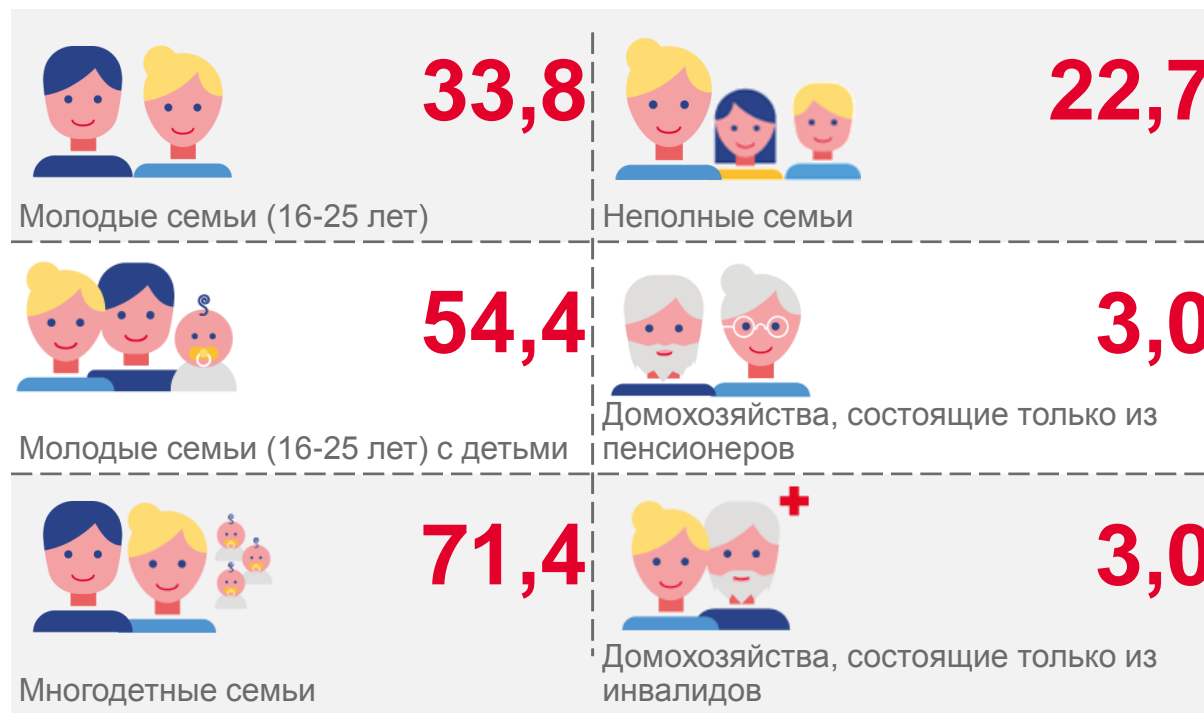 33,8
Молодые семьи (16-25 лет)
22,7
Неполные семьи
54,4
Молодые семьи (16-25 лет) с детьми
3,0
Домохозяйства, состоящие только из
пенсионеров
71,4
Многодетные семьи
3,0
Домохозяйства, состоящие только из
инвалидов